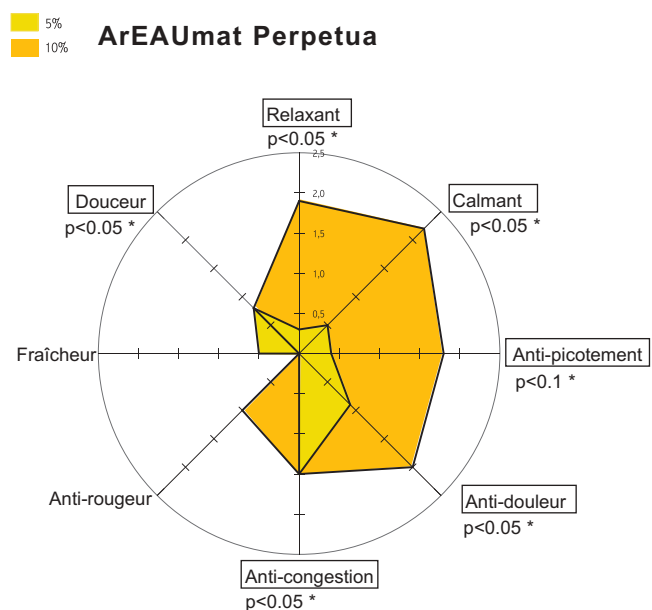 5%
10%
ArEAUmat Perpetua
Relaxant
p<0.05 *
2,5
2,0
1,5
1,0
0,5
Douceur
p<0.05 *
Calmant
p<0.05 *
Fraîcheur
Anti-picotement
p<0.1 *
Anti-rougeur
Anti-douleur
p<0.05 *
Anti-congestion
p<0.05 *